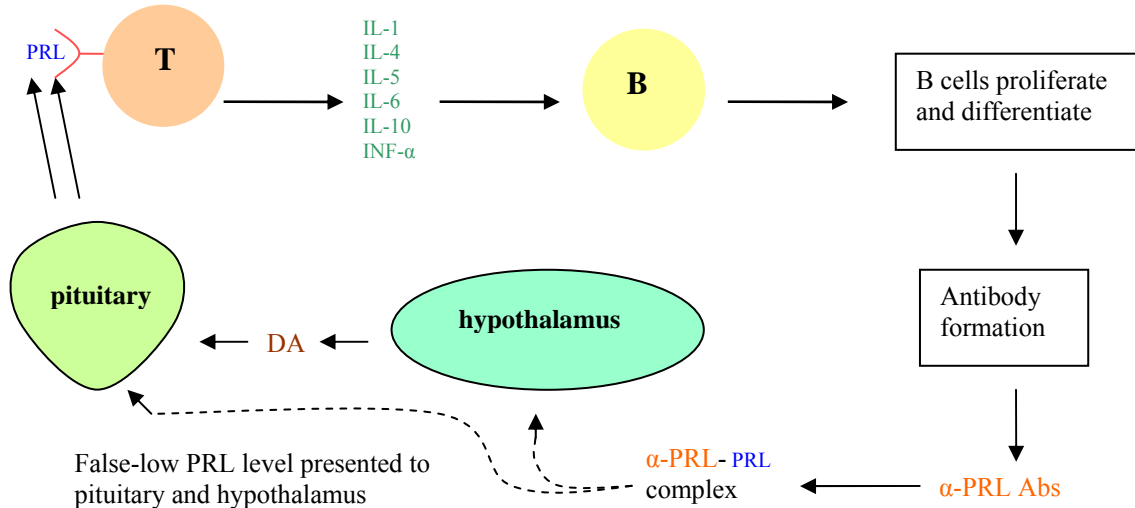 PRL
T
IL-1
IL-4
IL-5
IL-6
IL-10
INF-α
B
B cells proliferate
and differentiate
pituitary
DA
hypothalamus
Antibody
formation
False-low PRL level presented to
pituitary and hypothalamus
α-PRL- PRL
complex
α-PRL Abs